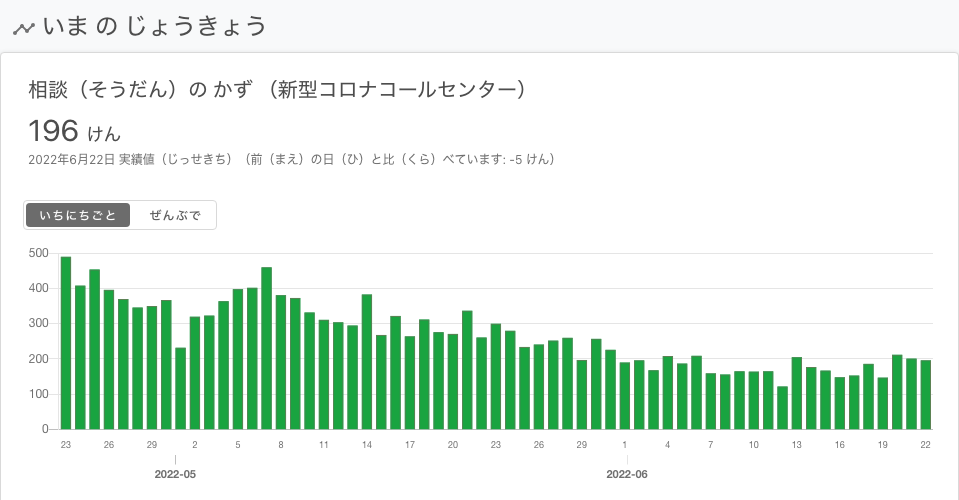 いま の じょうきょう
相談（そうだん）の かず （新型コロナコールセンター）
196 けん
2022年6月22日 実績値（じっせきち）（前（まえ）の日（ひ）と比（くら）べています: -5 けん）
いちにちごと ぜんぶで
500
400
300
200
100
0
23 26 29 2 5 8 11 14 17 20 23 26 29 1 4 7 10 13 16 19 22
2022-05 2022-06